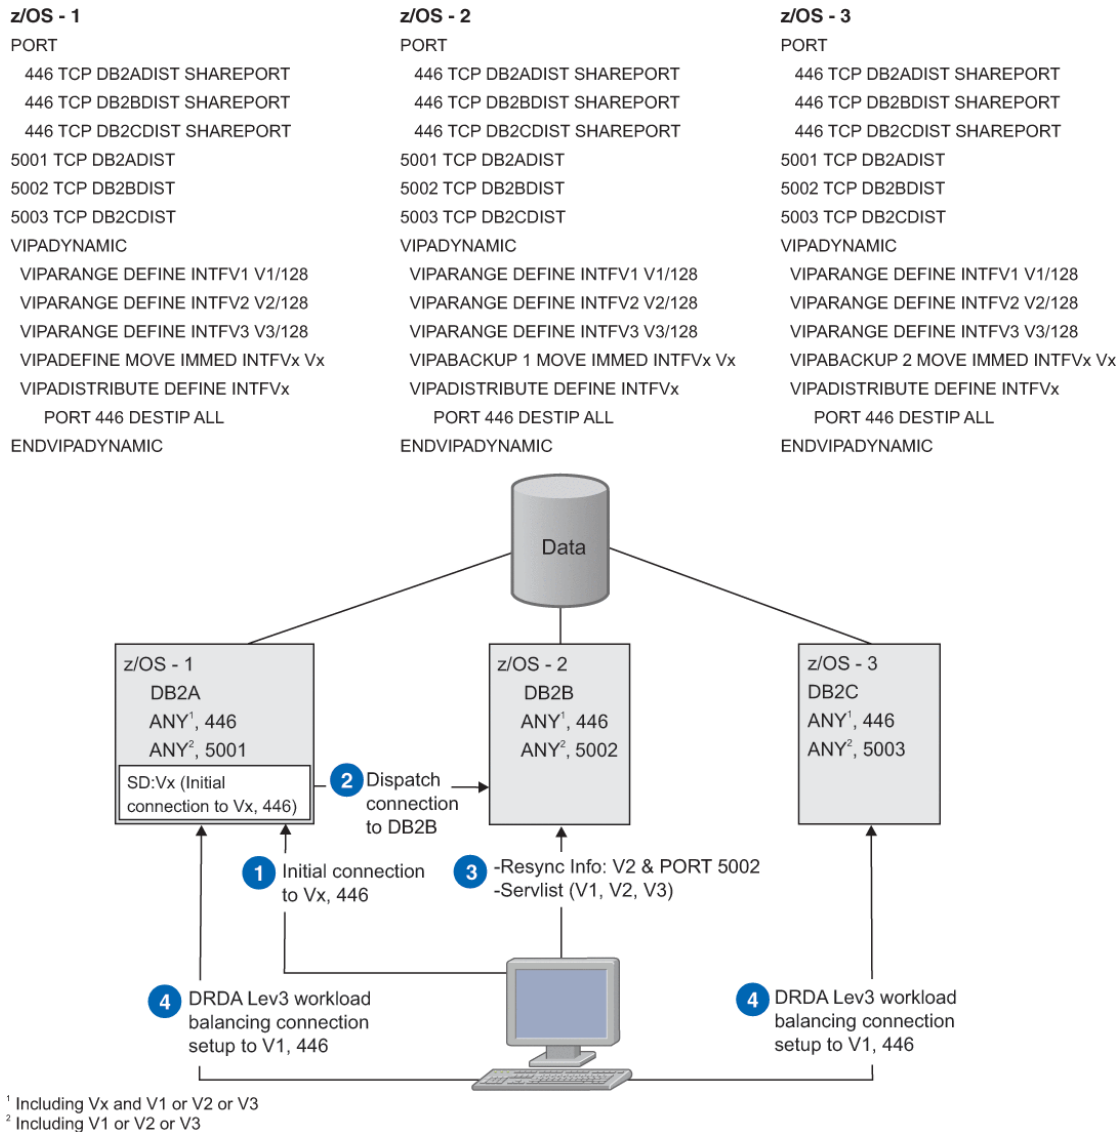 z/OS - 1
PORT
446 TCP DB2ADIST SHAREPORT
446 TCP DB2BDIST SHAREPORT
446 TCP DB2CDIST SHAREPORT
5001 TCP DB2ADIST
5002 TCP DB2BDIST
5003 TCP DB2CDIST
VIPADYNAMIC
VIPARANGE DEFINE INTFV1 V1/128
VIPARANGE DEFINE INTFV2 V2/128
VIPARANGE DEFINE INTFV3 V3/128
VIPADEFINE MOVE IMMED INTFVx Vx
VIPADISTRIBUTE DEFINE INTFVx
PORT 446 DESTIP ALL
ENDVIPADYNAMIC
z/OS - 2
PORT
446 TCP DB2ADIST SHAREPORT
446 TCP DB2BDIST SHAREPORT
446 TCP DB2CDIST SHAREPORT
5001 TCP DB2ADIST
5002 TCP DB2BDIST
5003 TCP DB2CDIST
VIPADYNAMIC
VIPARANGE DEFINE INTFV1 V1/128
VIPARANGE DEFINE INTFV2 V2/128
VIPARANGE DEFINE INTFV3 V3/128
VIPABACKUP 1 MOVE IMMED INTFVx Vx
VIPADISTRIBUTE DEFINE INTFVx
PORT 446 DESTIP ALL
ENDVIPADYNAMIC
z/OS - 3
PORT
446 TCP DB2ADIST SHAREPORT
446 TCP DB2BDIST SHAREPORT
446 TCP DB2CDIST SHAREPORT
5001 TCP DB2ADIST
5002 TCP DB2BDIST
5003 TCP DB2CDIST
VIPADYNAMIC
VIPARANGE DEFINE INTFV1 V1/128
VIPARANGE DEFINE INTFV2 V2/128
VIPARANGE DEFINE INTFV3 V3/128
VIPABACKUP 2 MOVE IMMED INTFVx Vx
VIPADISTRIBUTE DEFINE INTFVx
PORT 446 DESTIP ALL
ENDVIPADYNAMIC
Data
z/OS - 1
DB2A
ANY¹, 446
ANY², 5001
SD:Vx (Initial
connection to Vx, 446)
2 Dispatch
connection
to DB2B
z/OS - 2
DB2B
ANY¹, 446
ANY², 5002
z/OS - 3
DB2C
ANY¹, 446
ANY², 5003
1 Initial connection
to Vx, 446
3 -Resync Info: V2 & PORT 5002
-Servlist (V1, V2, V3)
4 DRDA Lev3 workload
balancing connection
setup to V1, 446
4 DRDA Lev3 workload
balancing connection
setup to V1, 446
¹ Including Vx and V1 or V2 or V3
² Including V1 or V2 or V3